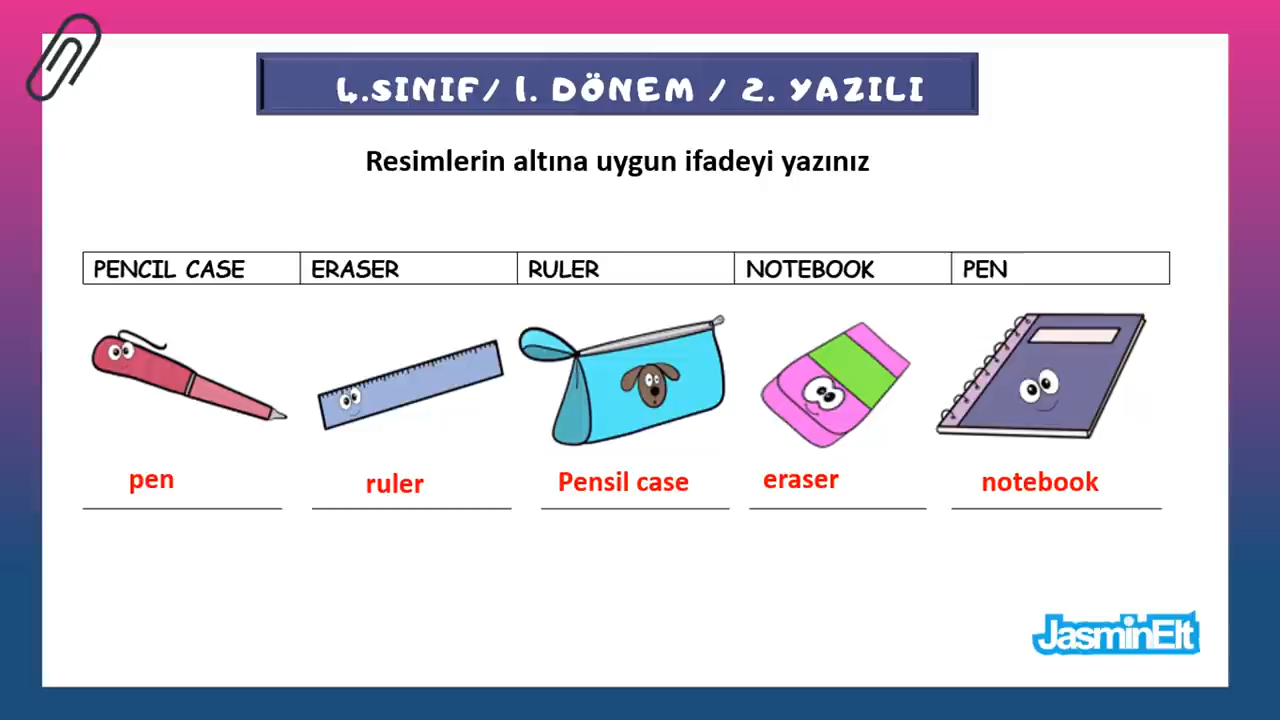 4.SINIF/ 1. DÖNEM / 2. YAZILI
Resimlerin altına uygun ifadeyi yazınız
PENCIL CASE ERASER RULER NOTEBOOK PEN
pen ruler Pensil case eraser notebook
JasminElt